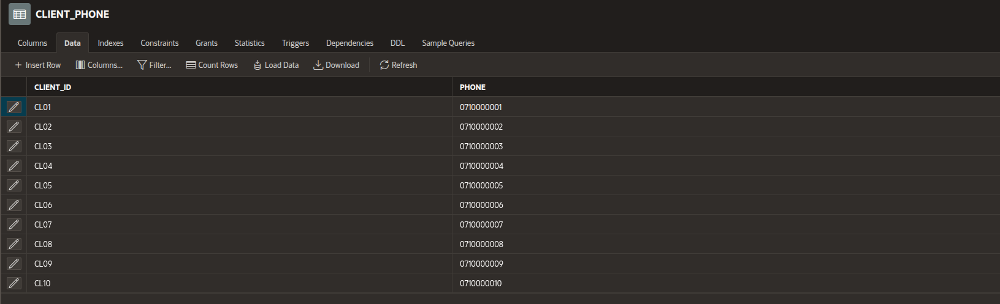 CLIENT_PHONE
Columns Data Indexes Constraints Grants Statistics Triggers Dependencies DDL Sample Queries
+ Insert Row Columns... Filter... Count Rows Load Data Download Refresh
CLIENT_ID PHONE
CL01 0710000001
CL02 0710000002
CL03 0710000003
CL04 0710000004
CL05 0710000005
CL06 0710000006
CL07 0710000007
CL08 0710000008
CL09 0710000009
CL10 0710000010